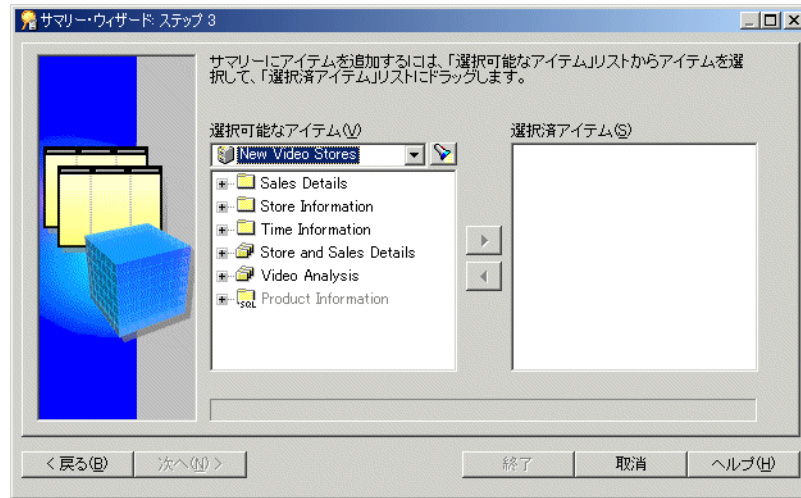 サマリー・ウィザード: ステップ 3
サマリーにアイテムを追加するには、「選択可能なアイテム」リストからアイテムを選
択して、「選択済アイテム」リストにドラッグします。
選択可能なアイテム(V)
選択済アイテム(S)
New Video Stores
Sales Details
Store Information
Time Information
Store and Sales Details
Video Analysis
SQL Product Information
< 戻る(B)
次へ(N) >
終了
取消
ヘルプ(H)